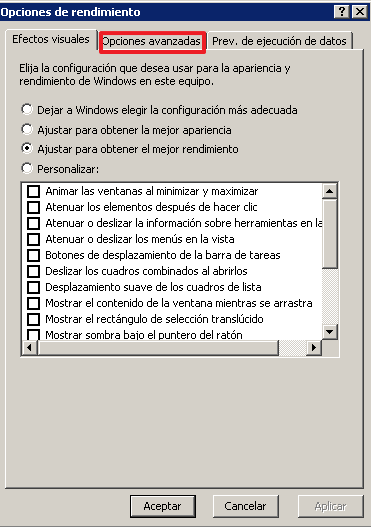 Opciones de rendimiento
Efectos visuales
Opciones avanzadas
Prev. de ejecución de datos
Elija la configuración que desea usar para la apariencia y
rendimiento de Windows en este equipo.
Dejar a Windows elegir la configuración más adecuada
Ajustar para obtener la mejor apariencia
Ajustar para obtener el mejor rendimiento
Personalizar:
Animar las ventanas al minimizar y maximizar
Atenuar los elementos después de hacer clic
Atenuar o deslizar la información sobre herramientas en la
Atenuar o deslizar los menús en la vista
Botones de desplazamiento de la barra de tareas
Deslizar los cuadros combinados al abrirlos
Desplazamiento suave de los cuadros de lista
Mostrar el contenido de la ventana mientras se arrastra
Mostrar el rectángulo de selección translúcido
Mostrar sombra bajo el puntero del ratón
Aceptar
Cancelar
Aplicar